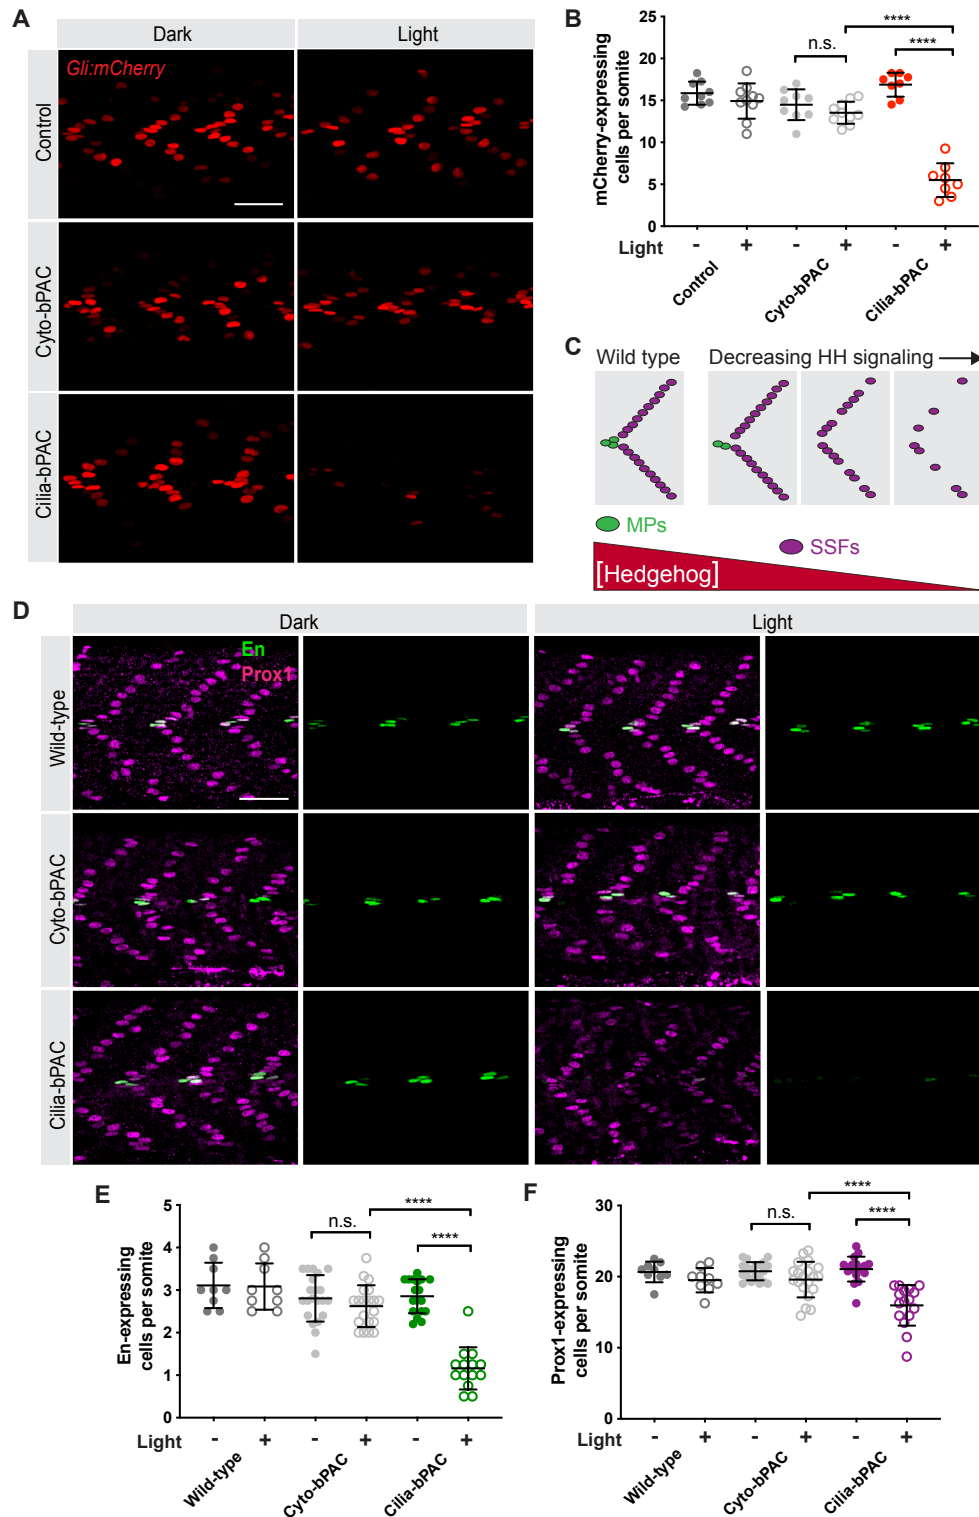 A
Dark
Light
Gli:mCherry
Control
Cyto-bPAC
Cilia-bPAC
B
mCherry-expressing
cells per somite
25
20
15
10
5
0
n.s.
****
****
Light
- + - + - +
Control
Cyto-bPAC
Cilia-bPAC
C
Wild type
Decreasing HH signaling
MPs
SSFs
[Hedgehog]
D
Dark
Light
En
Prox1
Wild-type
Cyto-bPAC
Cilia-bPAC
E
En-expressing
cells per somite
5
4
3
2
1
0
n.s.
****
****
Light
- + - + - +
Wild-type
Cyto-bPAC
Cilia-bPAC
F
Prox1-expressing
cells per somite
30
20
10
0
n.s.
****
****
Light
- + - + - +
Wild-type
Cyto-bPAC
Cilia-bPAC